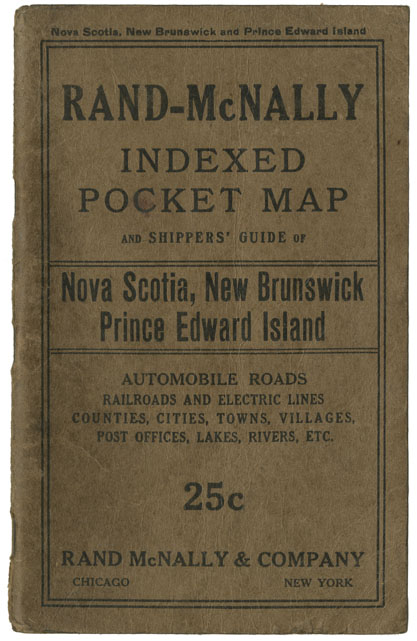 Nova Scotia, New Brunswick and Prince Edward Island
RAND-McNALLY
INDEXED
POCKET MAP
AND SHIPPERS' GUIDE OF
Nova Scotia, New Brunswick
Prince Edward Island
AUTOMOBILE ROADS
RAILROADS AND ELECTRIC LINES
COUNTIES, CITIES, TOWNS, VILLAGES,
POST OFFICES, LAKES, RIVERS, ETC.
25c
RAND McNALLY & COMPANY
CHICAGO NEW YORK